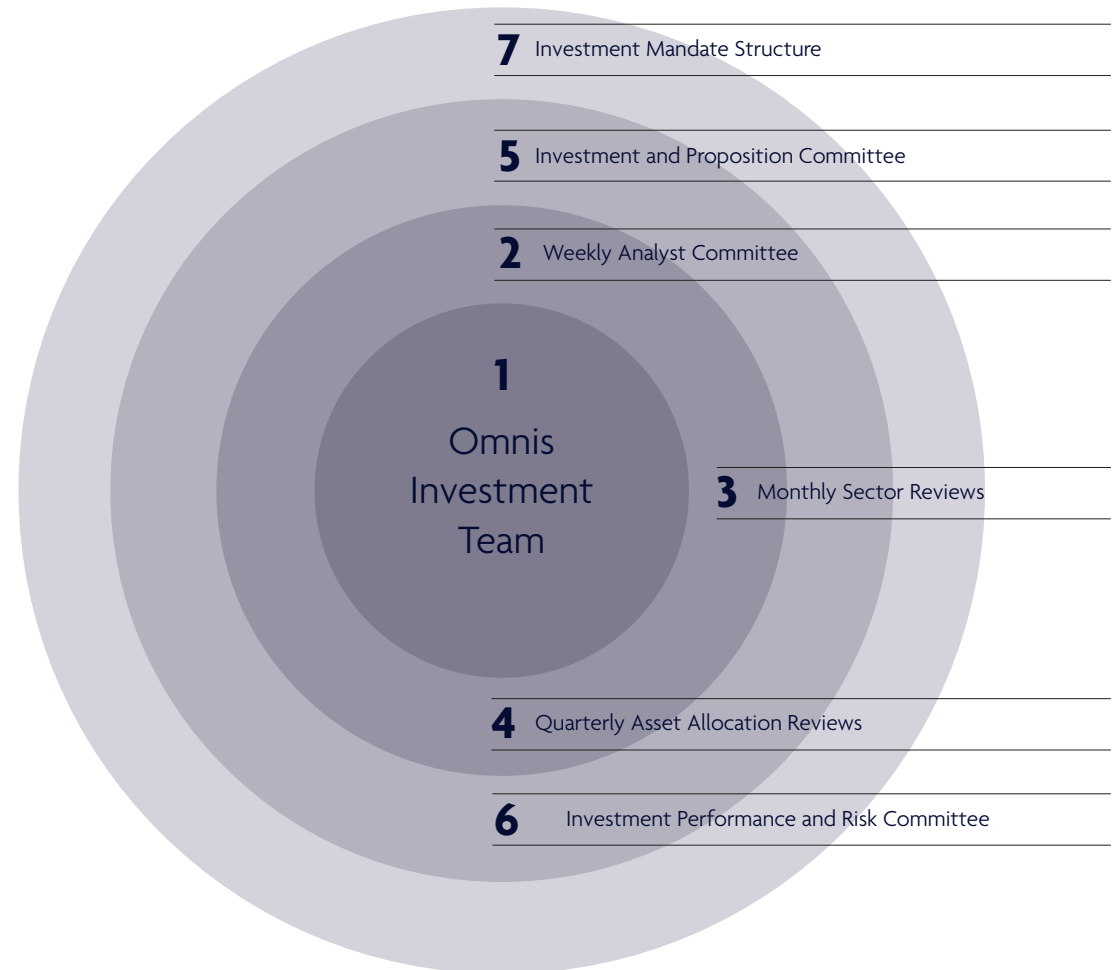 7 Investment Mandate Structure
5 Investment and Proposition Committee
2 Weekly Analyst Committee
1
Omnis
Investment
Team
3 Monthly Sector Reviews
4 Quarterly Asset Allocation Reviews
6 Investment Performance and Risk Committee